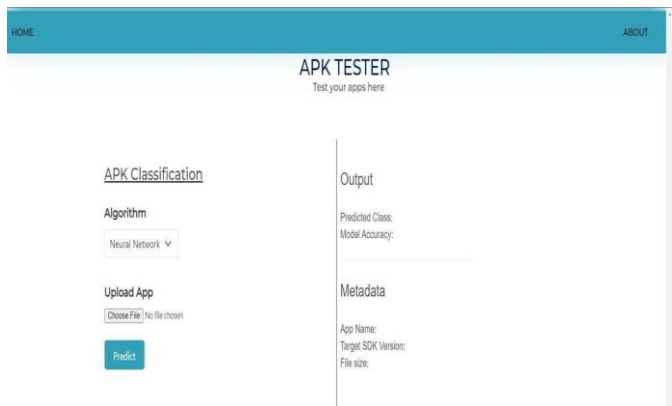 HOME
ABOUT
APK TESTER
Test your apps here
APK Classification
Algorithm
Neural Network
Upload App
Choose File No file chosen
Predict
Output
Predicted Class:
Model Accuracy:
Metadata
App Name:
Target SDK Version:
File size: